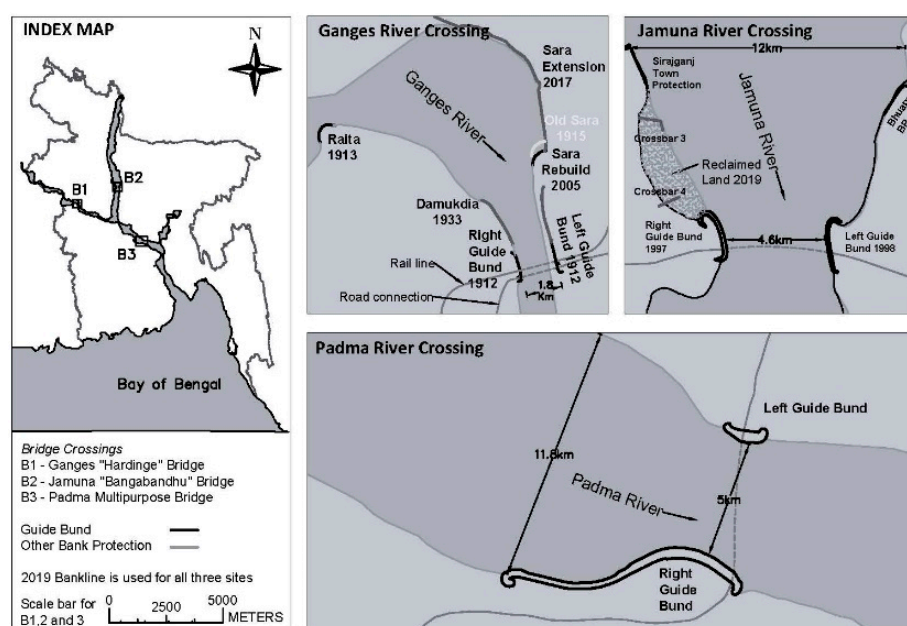 INDEX MAP
N
B1
B2
B3
Bay of Bengal
Bridge Crossings
B1 - Ganges "Hardinge" Bridge
B2 - Jamuna "Bangabandhu" Bridge
B3 - Padma Multipurpose Bridge
Guide Bund
Other Bank Protection
2019 Bankline is used for all three sites
Scale bar for
B1,2 and 3
0 2500 5000
METERS
Ganges River Crossing
Sara
Extension
2017
Ganges River
Old Sara
1915
Raita
1913
Sara
Rebuild
2005
Damukdia
1933
Right
Guide
Bund
1912
Left Guide
Bund 1912
Rail line
Road connection
1.8
Km
Jamuna River Crossing
12km
Sirajganj
Town
Protection
Jamuna River
Bhuanpur
Crossbar 3
Reclaimed
Land 2019
Crossbar 4
Right
Guide Bund
1997
4.6km
Left Guide
Bund 1998
Padma River Crossing
Left Guide Bund
11.8km
Padma River
5km
Right
Guide
Bund